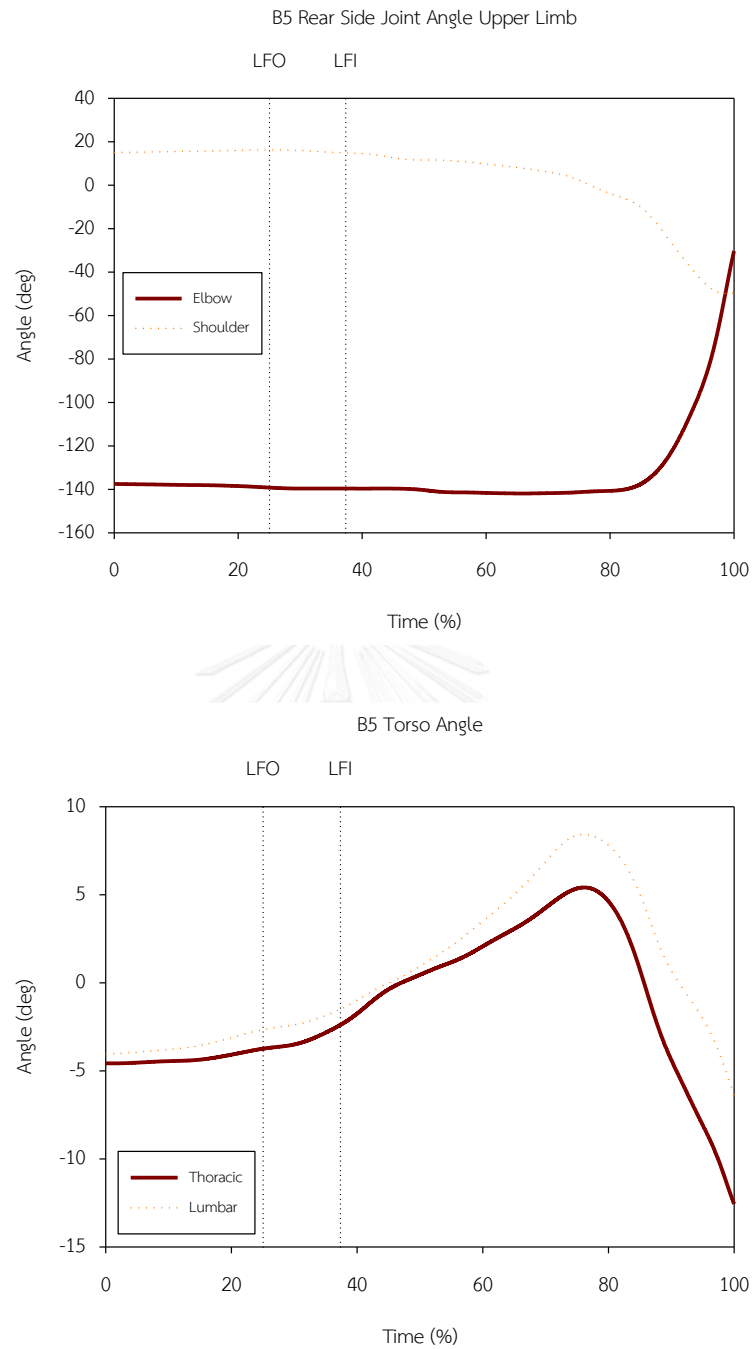 B5 Rear Side Joint Angle Upper Limb
LFO LFI
40
20
0
-20
-40
-60
-80
-100
-120
-140
-160
Angle (deg)
Elbow
Shoulder
0 20 40 60 80 100
Time (%)
B5 Torso Angle
LFO LFI
10
5
0
-5
-10
-15
Angle (deg)
Thoracic
Lumbar
0 20 40 60 80 100
Time (%)